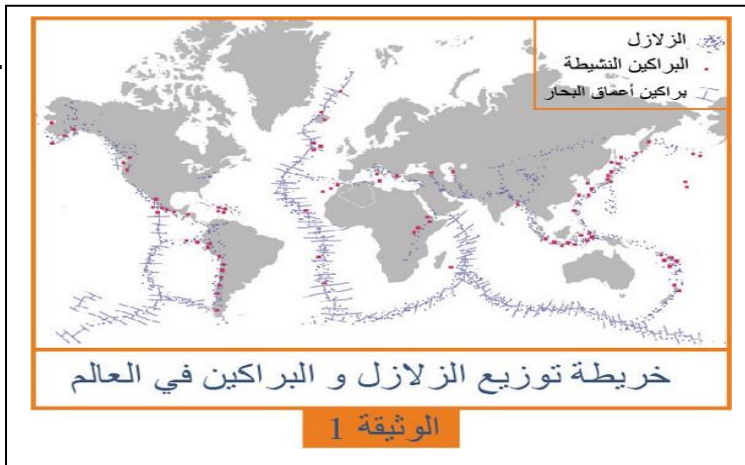 الزلازل
البراكين النشيطة
براكين أعماق البحار
خريطة توزيع الزلازل و البراكين في العالم
الوثيقة 1